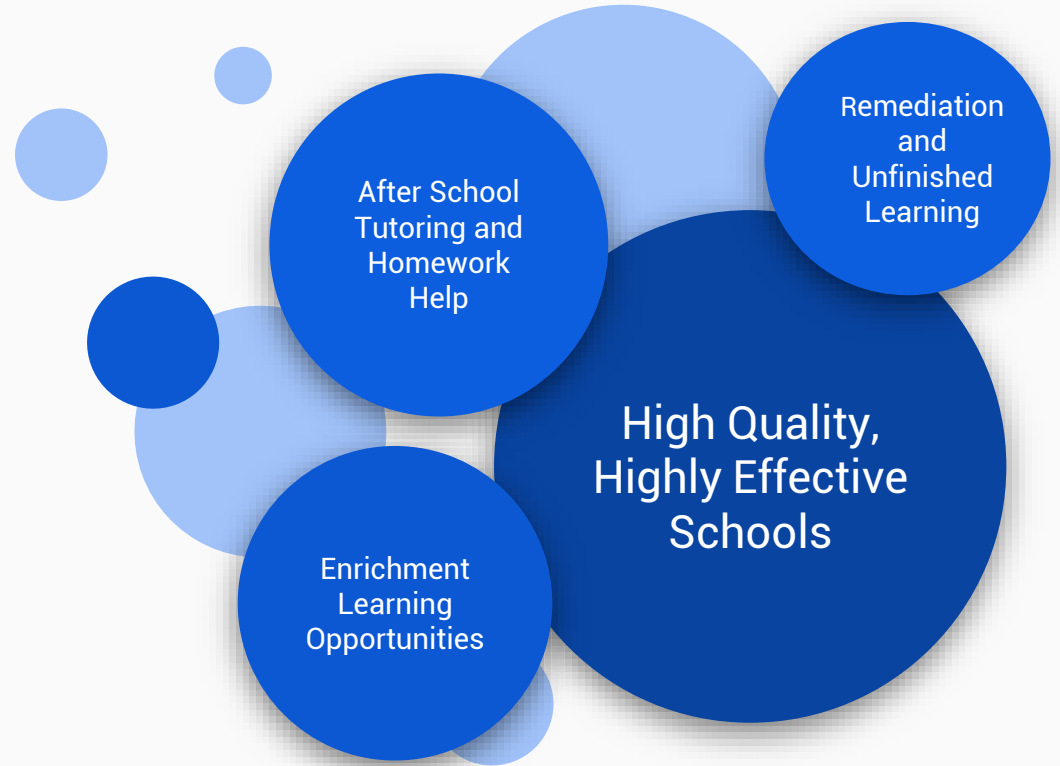 After School
Tutoring and
Homework
Help
Remediation
and
Unfinished
Learning
High Quality,
Highly Effective
Schools
Enrichment
Learning
Opportunities